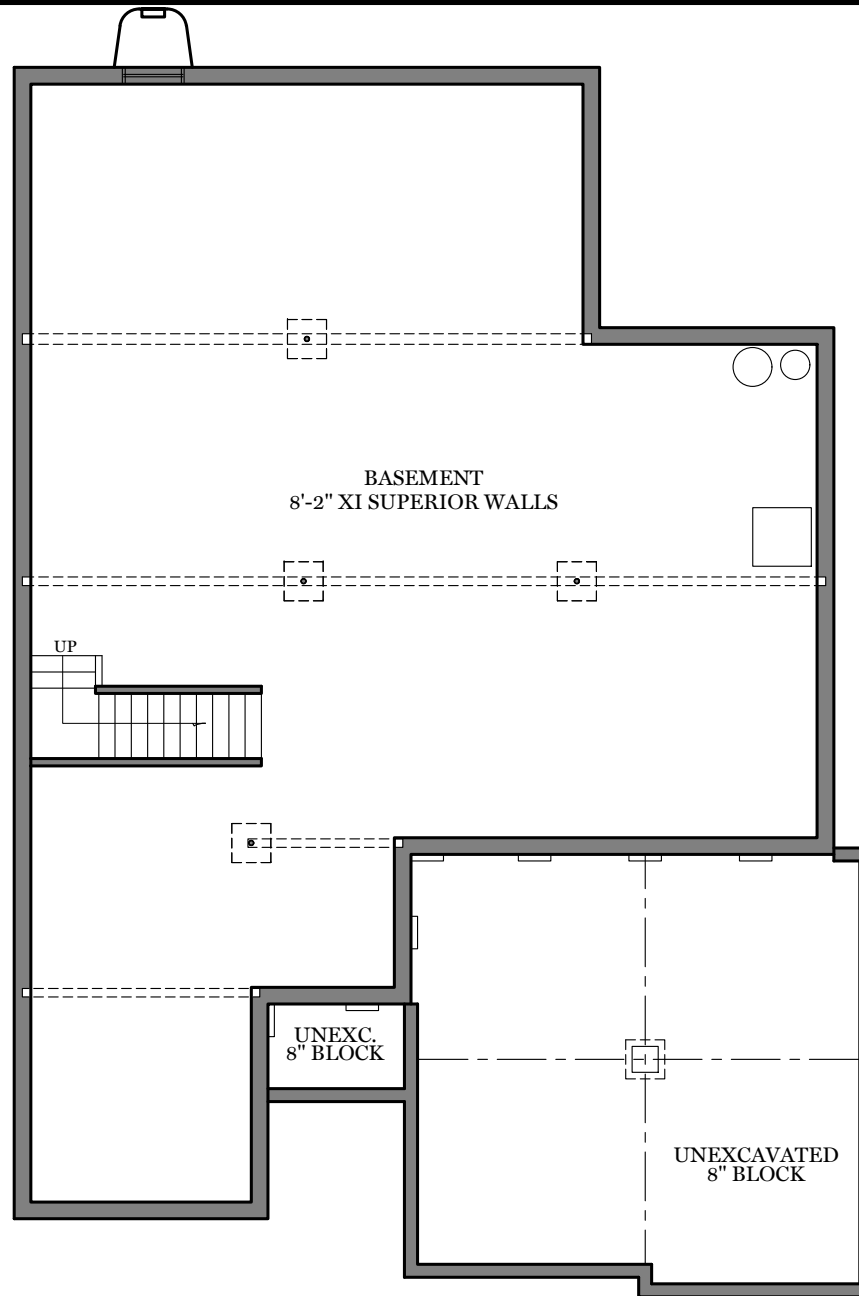 BASEMENT
8'-2" XI SUPERIOR WALLS
UP
UNEXC.
8" BLOCK
UNEXCAVATED
8" BLOCK